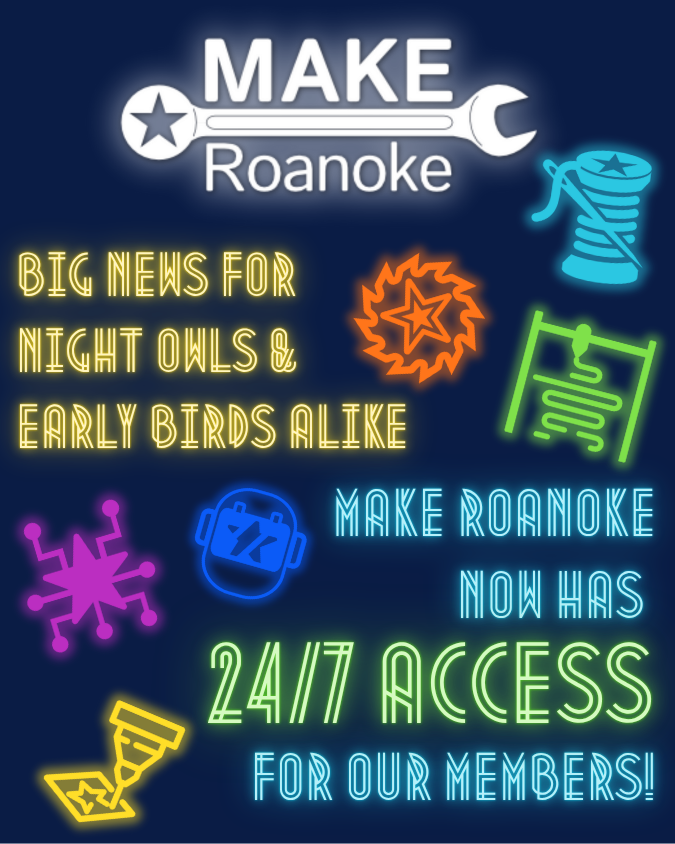 MAKE
Roanoke
BIG NEWS FOR
NIGHT OWLS &
EARLY BIRDS ALIKE
MAKE ROANOKE
NOW HAS
24/7 ACCESS
FOR OUR MEMBERS!